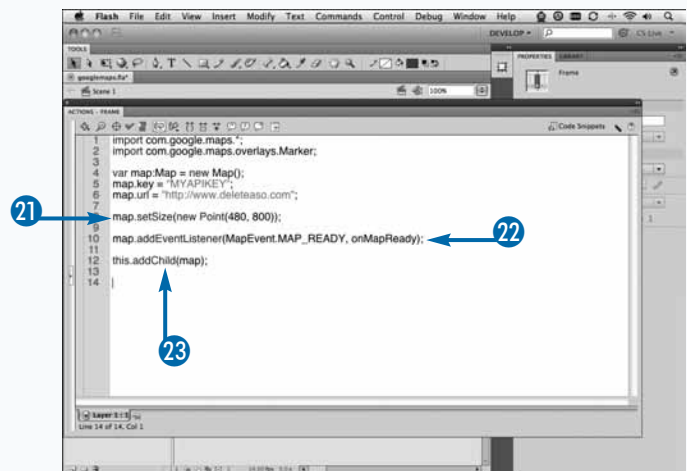 Flash File Edit View Insert Modify Text Commands Control Debug Window Help
DEVELOP
CS Live
TOOLS
PROPERTIES LIBRARY
googlemaps.fla*
Frame
Scene 1
100%
ACTIONS - FRAME
Code Snippets
1 import com.google.maps.*;
2 import com.google.maps.overlays.Marker;
3
4 var map:Map = new Map();
5 map.key = "MYAPIKEY";
6 map.url = "http://www.deleteaso.com";
7
21
map.setSize(new Point(480, 800));
9
10 map.addEventListener(MapEvent.MAP_READY, onMapReady);
22
11
12 this.addChild(map);
13
14
23
Layer 1 : 1
Line 14 of 14, Col 1